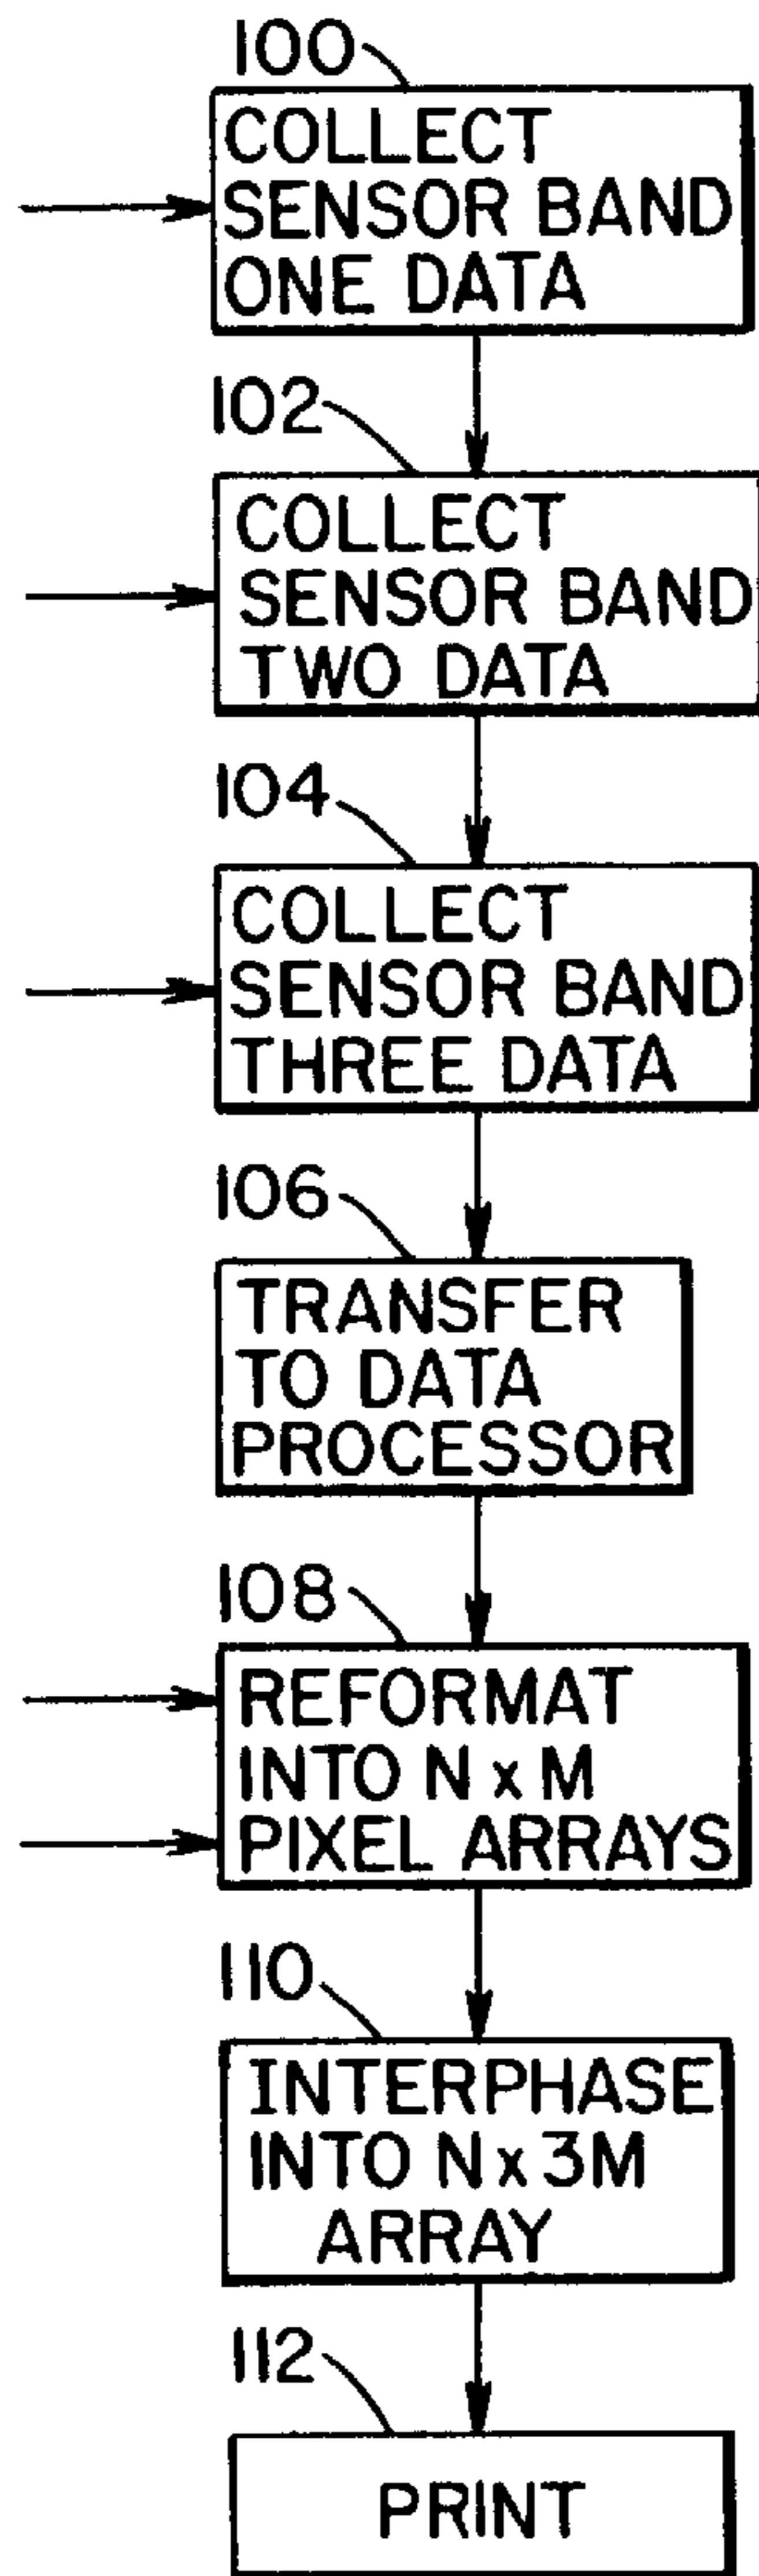 100
COLLECT
SENSOR BAND
ONE DATA
102
COLLECT
SENSOR BAND
TWO DATA
104
COLLECT
SENSOR BAND
THREE DATA
106
TRANSFER
TO DATA
PROCESSOR
108
REFORMAT
INTO N x M
PIXEL ARRAYS
110
INTERPHASE
INTO N x 3M
ARRAY
112
PRINT